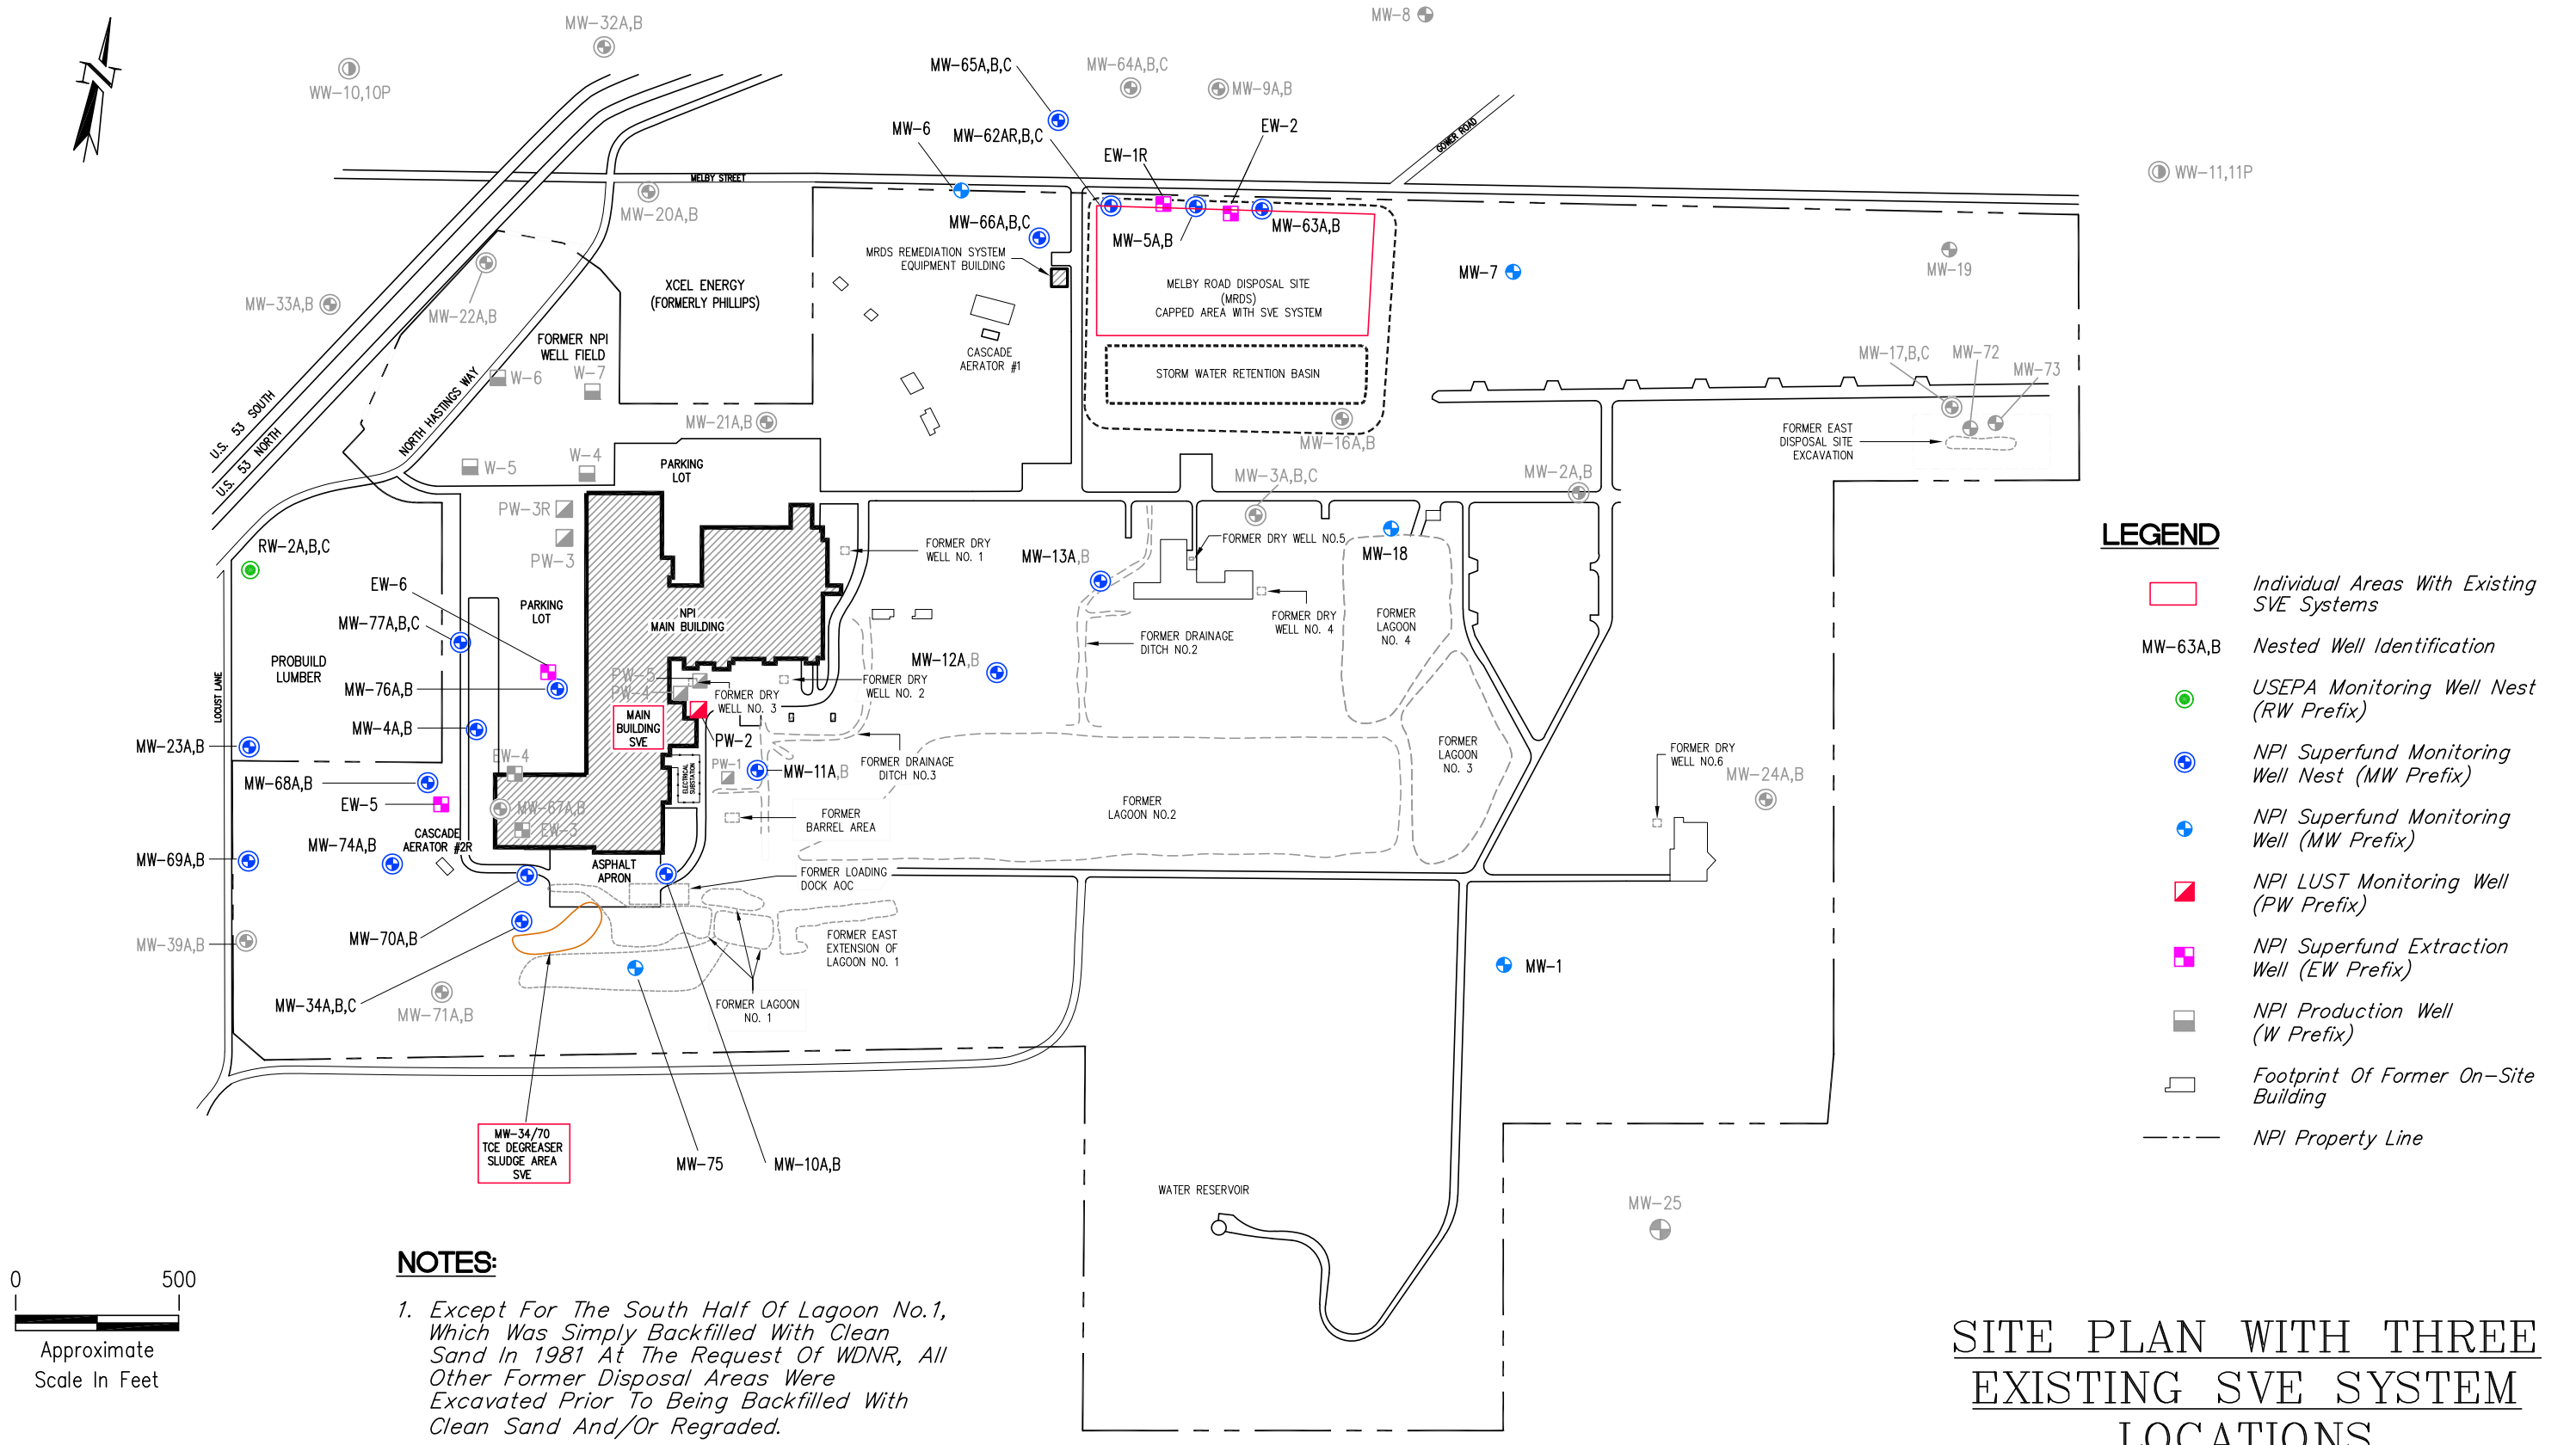 MW-32A,B
MW-8
WW-10,10P
MW-65A,B,C
MW-64A,B,C
MW-9A,B
MW-6
MW-62AR,B,C
EW-2
EW-1R
GOWER ROAD
N
MELBY STREET
MW-20A,B
WW-11,11P
MW-66A,B,C
MW-5A,B
MW-63A,B
MRDS REMEDIATION SYSTEM
EQUIPMENT BUILDING
MW-7
MW-19
XCEL ENERGY
(FORMERLY PHILLIPS)
MELBY ROAD DISPOSAL SITE
(MRDS)
CAPPED AREA WITH SVE SYSTEM
MW-33A,B
MW-22A,B
FORMER NPI
WELL FIELD
CASCADE
AERATOR #1
STORM WATER RETENTION BASIN
W-6
W-7
MW-17,B,C
MW-72
MW-73
U.S. 53 SOUTH
U.S. 53 NORTH
NORTH HASTINGS WAY
MW-21A,B
MW-16A,B
FORMER EAST
DISPOSAL SITE
EXCAVATION
W-5
W-4
PARKING
LOT
MW-3A,B,C
MW-2A,B
PW-3R
PW-3
RW-2A,B,C
FORMER DRY
WELL NO. 1
MW-13A,B
FORMER DRY WELL NO.5
MW-18
EW-6
MW-77A,B,C
PARKING
LOT
NPI
MAIN BUILDING
FORMER DRY
WELL NO. 4
FORMER
LAGOON
NO. 4
FORMER DRAINAGE
DITCH NO.2
PROBUILD
LUMBER
LOCUST LANE
MW-76A,B
MW-12A,B
PW-5
PW-4
FORMER DRY
WELL NO. 2
FORMER DRY
WELL NO. 3
MAIN
BUILDING
SVE
MW-4A,B
PW-2
MW-23A,B
EW-4
PW-1
ELECTRICAL
SUBSTATION
MW-11A,B
FORMER DRAINAGE
DITCH NO.3
FORMER
LAGOON
NO. 3
FORMER DRY
WELL NO.6
MW-24A,B
MW-68A,B
EW-5
MW-67A,B
EW-3
FORMER
BARREL AREA
FORMER
LAGOON NO.2
CASCADE
AERATOR #2R
MW-74A,B
MW-69A,B
ASPHALT
APRON
FORMER LOADING
DOCK AOC
MW-70A,B
MW-39A,B
FORMER EAST
EXTENSION OF
LAGOON NO. 1
MW-1
MW-34A,B,C
MW-71A,B
FORMER LAGOON
NO. 1
MW-34/70
TCE DEGREASER
SLUDGE AREA
SVE
MW-75
MW-10A,B
WATER RESERVOIR
MW-25
LEGEND
Individual Areas With Existing
SVE Systems
MW-63A,B
Nested Well Identification
USEPA Monitoring Well Nest
(RW Prefix)
NPI Superfund Monitoring
Well Nest (MW Prefix)
NPI Superfund Monitoring
Well (MW Prefix)
NPI LUST Monitoring Well
(PW Prefix)
NPI Superfund Extraction
Well (EW Prefix)
NPI Production Well
(W Prefix)
Footprint Of Former On-Site
Building
NPI Property Line
0 500
Approximate
Scale In Feet
NOTES:
1. Except For The South Half Of Lagoon No.1,
Which Was Simply Backfilled With Clean
Sand In 1981 At The Request Of WDNR, All
Other Former Disposal Areas Were
Excavated Prior To Being Backfilled With
Clean Sand And/Or Regraded.
SITE PLAN WITH THREE
EXISTING SVE SYSTEM
LOCATIONS